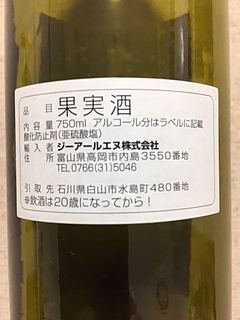 品目 果実酒
内容量 750ml アルコール分はラベルに記載
酸化防止剤(亜硫酸塩)
輸入者 ジーアールエヌ株式会社
住所 富山県高岡市内島3550番地
TEL0766(31)5046
引取先 石川県白山市水島町480番地
※飲酒は20歳になってから!